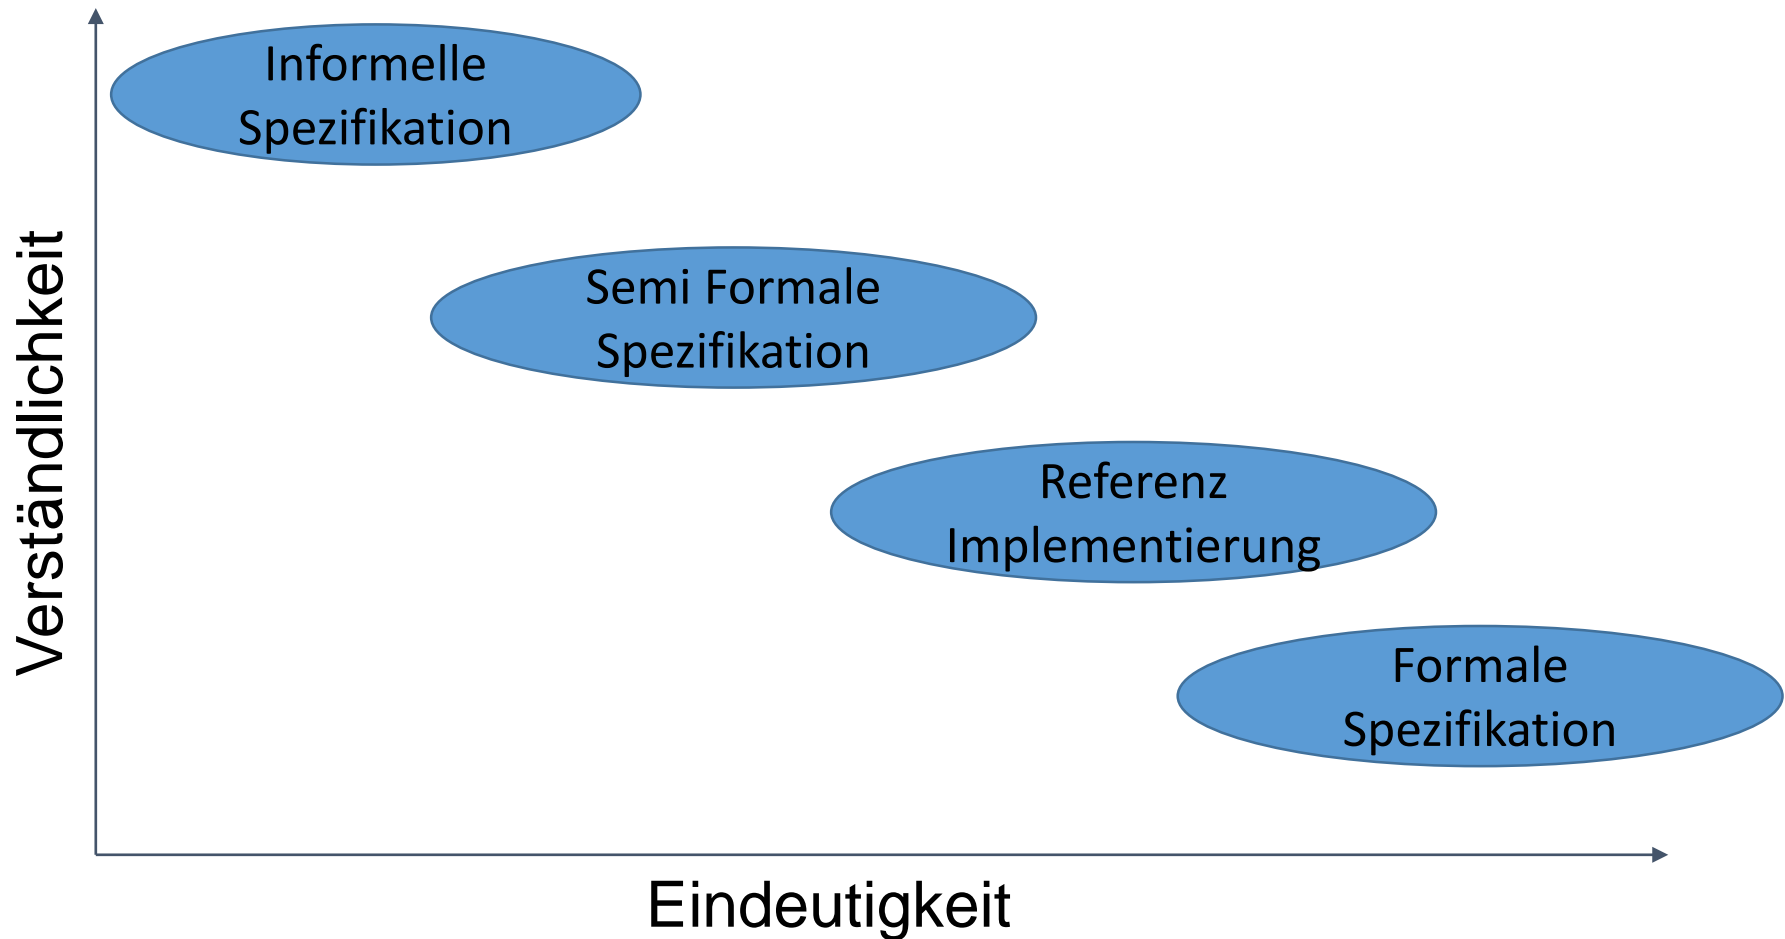 Informelle
Spezifikation
Semi Formale
Spezifikation
Referenz
Implementierung
Formale
Spezifikation
Verständlichkeit
Eindeutigkeit